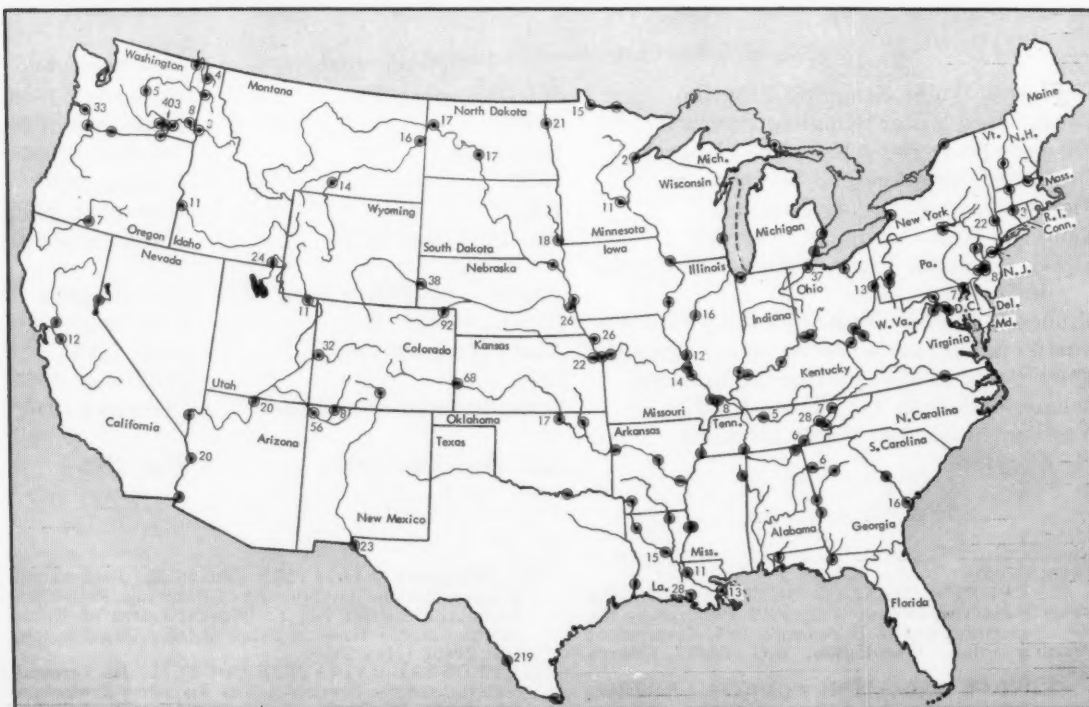 Washington
4
Montana
5
403
8
3
33
North Dakota
15
Maine
17
21
16
17
2
Mich.
Vt.
N.H.
Wisconsin
Mass.
14
11
New York
22
3
R.I.
Conn.
Wyoming
11
Minnesota
Michigan
7
Oregon
Idaho
South Dakota
18
Iowa
Illinois
Pa.
8
N.J.
24
Nevada
Nebraska
37
Ohio
13
7
D.C.
Del.
38
26
Indiana
W.Va.
Md.
11
92
16
Virginia
12
32
Colorado
Kansas
26
22
12
Kentucky
14
Utah
68
Missouri
8
20
56
8
Oklahoma
17
Tenn.
5
28
7
N.Carolina
California
Arizona
Texas
Arkansas
6
S.Carolina
20
6
New Mexico
16
23
Miss.
Alabama
Georgia
15
11
La.
28
13
Florida
219